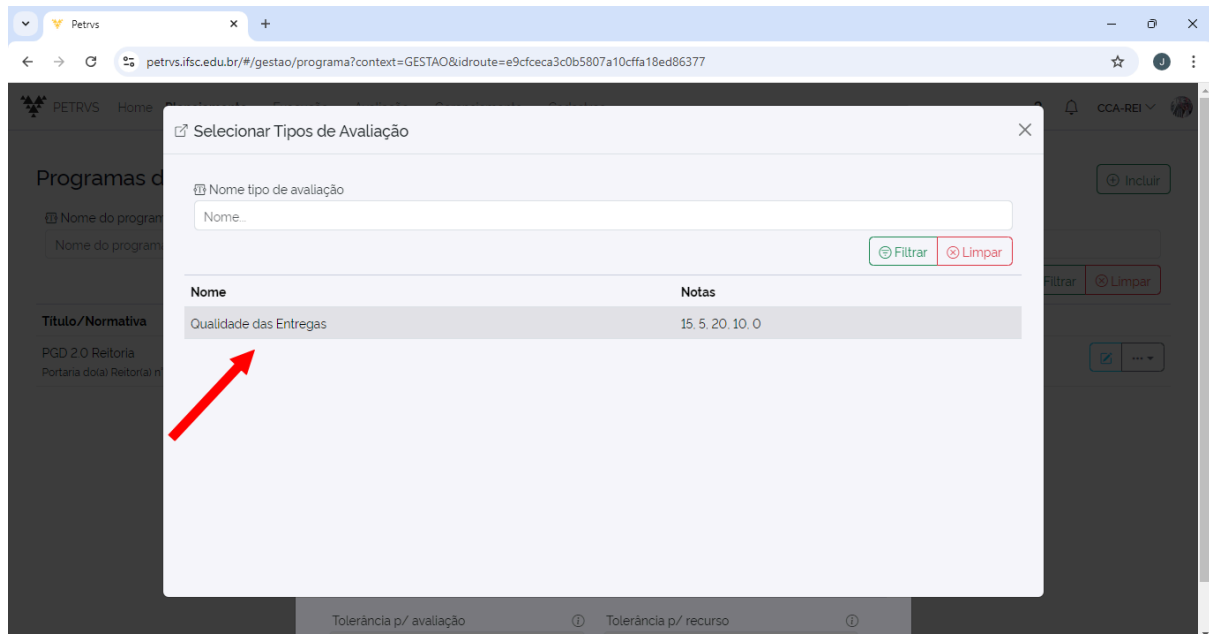 Petrvs
petrvs.ifsc.edu.br/#/gestao/programa?context=GESTAO&idroute=e9cfceca3c0b5807a10cffa18ed86377
J
PETRVS Home CCA-REI
Selecionar Tipos de Avaliação
Programas d
Incluir
Nome tipo de avaliação
Nome do program
Nome...
Nome do program
Filtrar Limpar
Filtrar Limpar
Nome Notas
Título/Normativa
Qualidade das Entregas 15, 5, 20, 10, 0
PGD 2.0 Reitoria
Portaria do(a) Reitor(a) n°
Tolerância p/ avaliação Tolerância p/ recurso